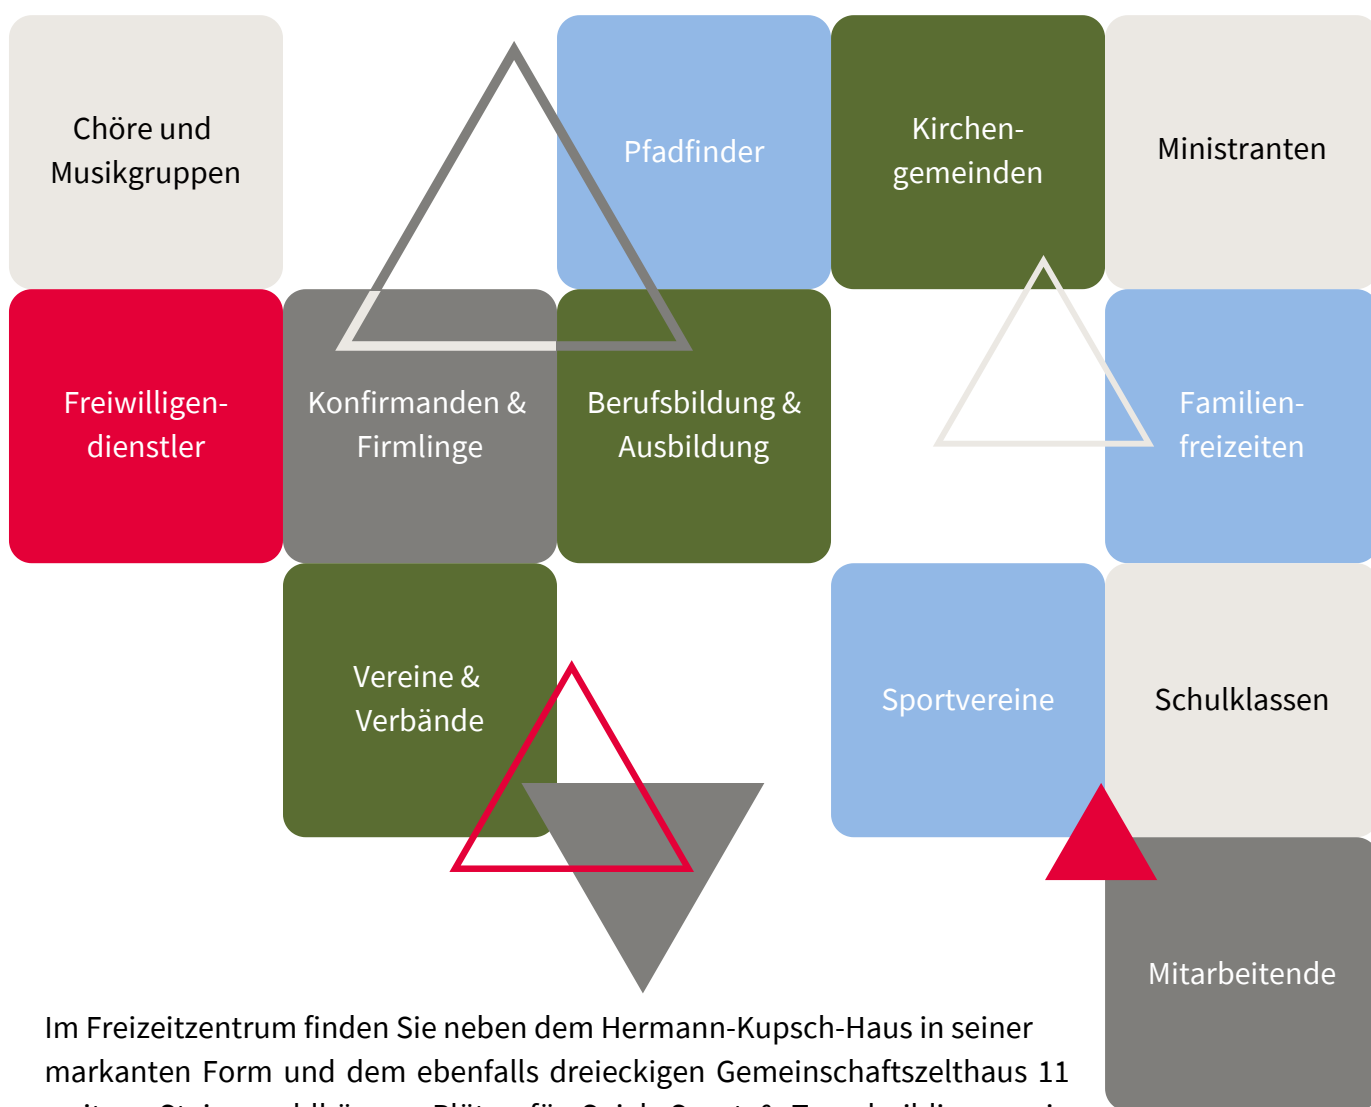 Chöre und
Musikgruppen
Pfadfinder
Kirchen-
gemeinden
Ministranten
Freiwilligen-
dienstler
Konfirmanden &
Firmlinge
Berufsbildung &
Ausbildung
Familien-
freizeiten
Vereine &
Verbände
Sportvereine
Schulklassen
Mitarbeitende
Im Freizeitzentrum finden Sie neben dem Hermann-Kupsch-Haus in seiner
markanten Form und dem ebenfalls dreieckigen Gemeinschaftszelthaus 11